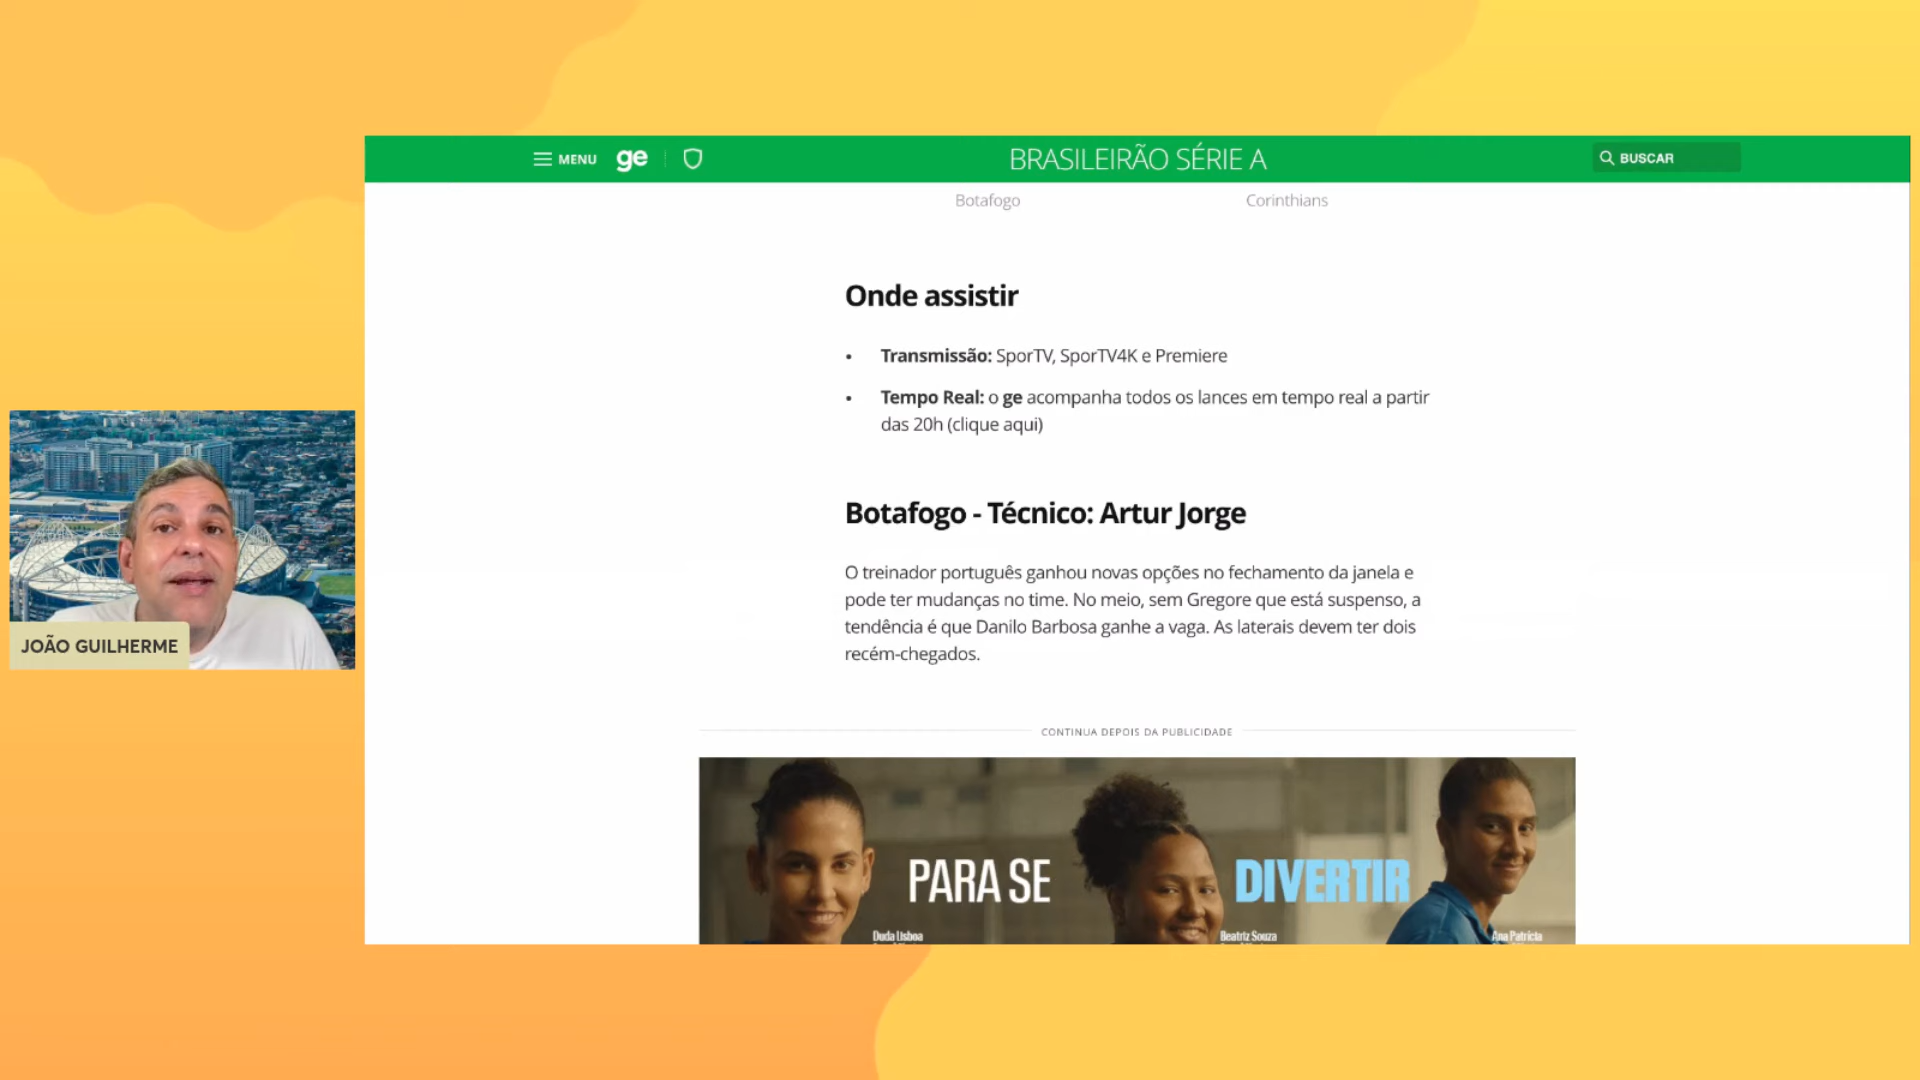 MENU
ge
BRASILEIRÃO SÉRIE A
BUSCAR
Botafogo
Corinthians
Onde assistir
• Transmissão: SporTV, SporTV4K e Premiere
• Tempo Real: o ge acompanha todos os lances em tempo real a partir
das 20h (clique aqui)
Botafogo - Técnico: Artur Jorge
O treinador português ganhou novas opções no fechamento da janela e
pode ter mudanças no time. No meio, sem Gregore que está suspenso, a
tendência é que Danilo Barbosa ganhe a vaga. As laterais devem ter dois
recém-chegados.
JOÃO GUILHERME
CONTINUA DEPOIS DA PUBLICIDADE
PARA SE
DIVERTIR
Duda Lisboa
Beatriz Souza
Ana Patrícia